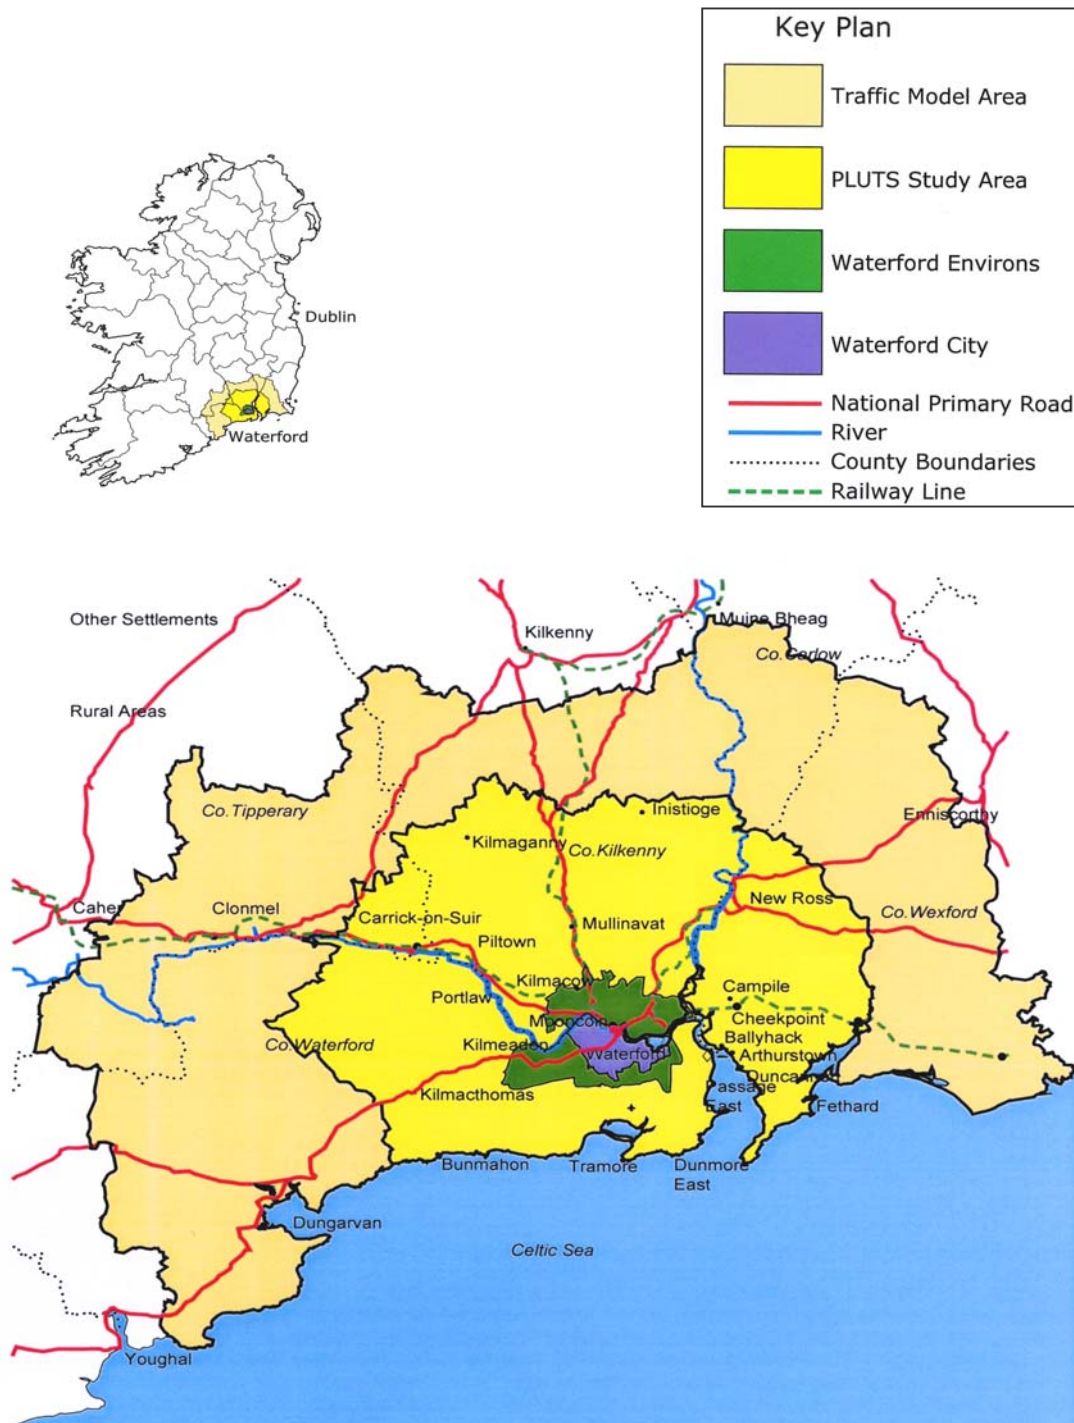 Key Plan
Traffic Model Area
PLUTS Study Area
Waterford Environs
Waterford City
National Primary Road
River
County Boundaries
Railway Line
Dublin
Waterford
Other Settlements
Kilkenny
Muine Bheag
Co.Carlow
Rural Areas
Co.Tipperary
Inistioge
Enniscorthy
Kilmaganny
Co.Kilkenny
Caher
Clonmel
Carrick-on-Suir
New Ross
Co.Wexford
Mullinavat
Piltown
Kilmacow
Campile
Portlaw
Mooncoin
Cheekpoint
Ballyhack
Co.Waterford
Kilmeaden
Waterford
Arthurstown
Duncannon
Kilmacthomas
Passage
East
Fethard
Bunmahon
Tramore
Dunmore
East
Dungarvan
Celtic Sea
Youghal